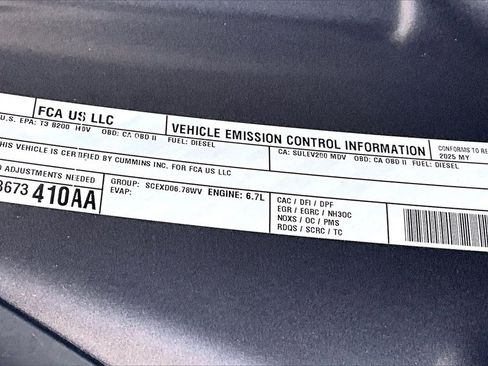 FCA US LLC
VEHICLE EMISSION CONTROL INFORMATION
CONFORMS TO RE
2025 MY
U.S. EPA: T3 B200 HDV OBD: CA OBD II FUEL: DIESEL
CA: SULEV200 MDV OBD: CA OBD II FUEL: DIESEL
THIS VEHICLE IS CERTIFIED BY CUMMINS INC. FOR FCA US LLC
O ADJUSTMENTS NEEDED
3673 410AA
GROUP: SCEXD06.78WV ENGINE: 6.7L
EVAP:
CAC / DFI / DPF
EGR / EGRC / NH3OC
NOXS / OC / PMS
RDQS / SCRC / TC